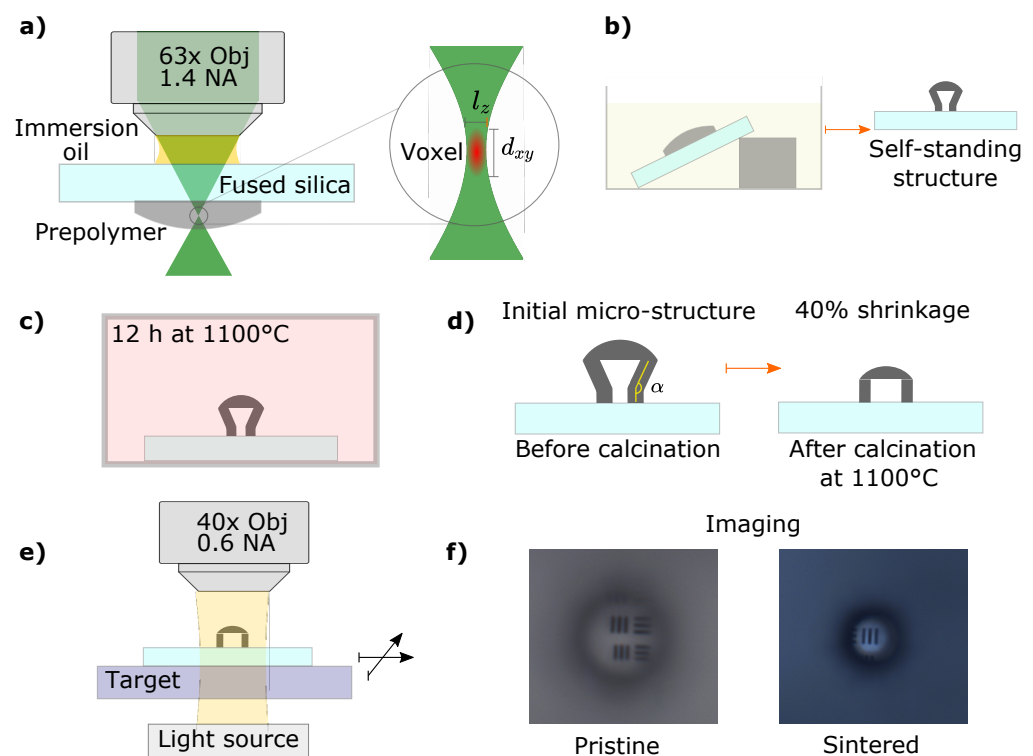 a)
63x Obj
1.4 NA
Immersion
oil
Fused silica
Prepolymer
Voxel
l_z
d_{xy}
b)
Self-standing
structure
c)
12 h at 1100°C
d)
Initial micro-structure
40% shrinkage
α
Before calcination
After calcination
at 1100°C
e)
40x Obj
0.6 NA
Target
Light source
f)
Imaging
Pristine
Sintered